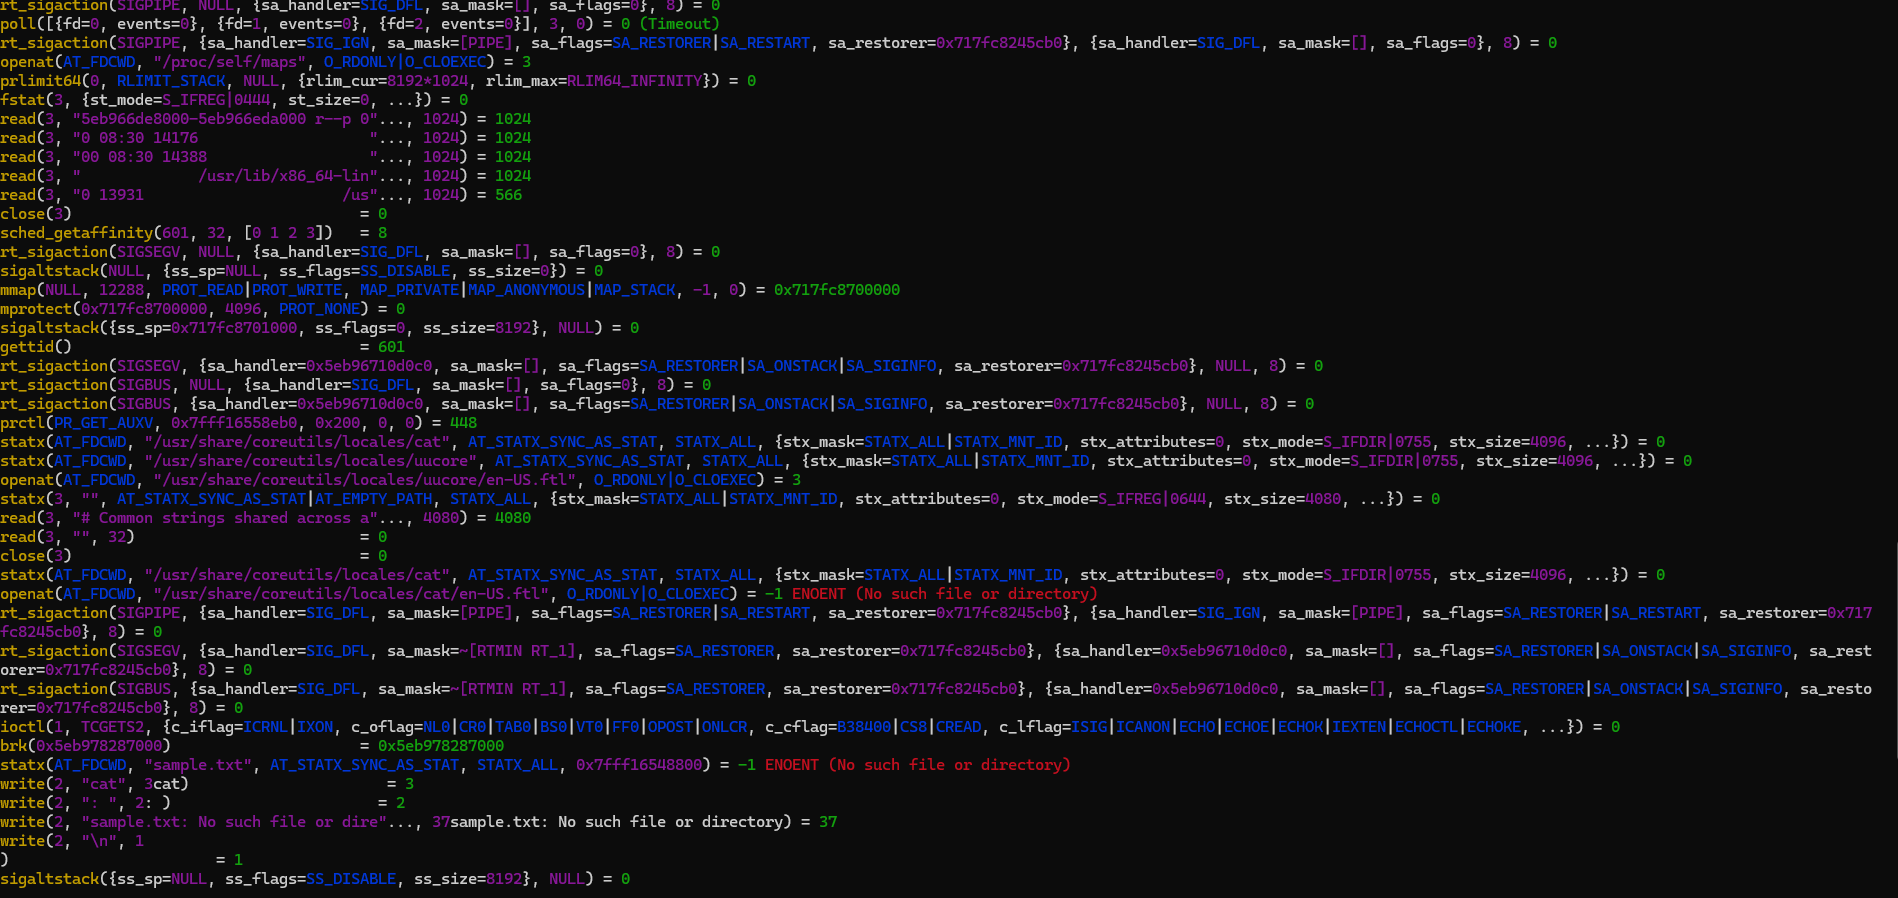 rt_sigaction(SIGPIPE, NULL, {sa_handler=SIG_DFL, sa_mask=[], sa_flags=0}, 8) = 0
poll([{fd=0, events=0}, {fd=1, events=0}, {fd=2, events=0}], 3, 0) = 0 (Timeout)
rt_sigaction(SIGPIPE, {sa_handler=SIG_IGN, sa_mask=[PIPE], sa_flags=SA_RESTORER|SA_RESTART, sa_restorer=0x717fc8245cb0}, {sa_handler=SIG_DFL, sa_mask=[], sa_flags=0}, 8) = 0
openat(AT_FDCWD, "/proc/self/maps", O_RDONLY|O_CLOEXEC) = 3
prlimit64(0, RLIMIT_STACK, NULL, {rlim_cur=8192*1024, rlim_max=RLIM64_INFINITY}) = 0
fstat(3, {st_mode=S_IFREG|0444, st_size=0, ...}) = 0
read(3, "5eb966de8000-5eb966eda000 r--p 0"..., 1024) = 1024
read(3, "0 08:30 14176                   "..., 1024) = 1024
read(3, "00 08:30 14388                  "..., 1024) = 1024
read(3, "             /usr/lib/x86_64-lin"..., 1024) = 1024
read(3, "0 13931                      /us"..., 1024) = 566
close(3)                                = 0
sched_getaffinity(601, 32, [0 1 2 3])   = 8
rt_sigaction(SIGSEGV, NULL, {sa_handler=SIG_DFL, sa_mask=[], sa_flags=0}, 8) = 0
sigaltstack(NULL, {ss_sp=NULL, ss_flags=SS_DISABLE, ss_size=0}) = 0
mmap(NULL, 12288, PROT_READ|PROT_WRITE, MAP_PRIVATE|MAP_ANONYMOUS|MAP_STACK, -1, 0) = 0x717fc8700000
mprotect(0x717fc8700000, 4096, PROT_NONE) = 0
sigaltstack({ss_sp=0x717fc8701000, ss_flags=0, ss_size=8192}, NULL) = 0
gettid()                                = 601
rt_sigaction(SIGSEGV, {sa_handler=0x5eb96710d0c0, sa_mask=[], sa_flags=SA_RESTORER|SA_ONSTACK|SA_SIGINFO, sa_restorer=0x717fc8245cb0}, NULL, 8) = 0
rt_sigaction(SIGBUS, NULL, {sa_handler=SIG_DFL, sa_mask=[], sa_flags=0}, 8) = 0
rt_sigaction(SIGBUS, {sa_handler=0x5eb96710d0c0, sa_mask=[], sa_flags=SA_RESTORER|SA_ONSTACK|SA_SIGINFO, sa_restorer=0x717fc8245cb0}, NULL, 8) = 0
prctl(PR_GET_AUXV, 0x7fff16558eb0, 0x200, 0, 0) = 448
statx(AT_FDCWD, "/usr/share/coreutils/locales/cat", AT_STATX_SYNC_AS_STAT, STATX_ALL, {stx_mask=STATX_ALL|STATX_MNT_ID, stx_attributes=0, stx_mode=S_IFDIR|0755, stx_size=4096, ...}) = 0
statx(AT_FDCWD, "/usr/share/coreutils/locales/uucore", AT_STATX_SYNC_AS_STAT, STATX_ALL, {stx_mask=STATX_ALL|STATX_MNT_ID, stx_attributes=0, stx_mode=S_IFDIR|0755, stx_size=4096, ...}) = 0
openat(AT_FDCWD, "/usr/share/coreutils/locales/uucore/en-US.ftl", O_RDONLY|O_CLOEXEC) = 3
statx(3, "", AT_STATX_SYNC_AS_STAT|AT_EMPTY_PATH, STATX_ALL, {stx_mask=STATX_ALL|STATX_MNT_ID, stx_attributes=0, stx_mode=S_IFREG|0644, stx_size=4080, ...}) = 0
read(3, "# Common strings shared across a"..., 4080) = 4080
read(3, "", 32)                         = 0
close(3)                                = 0
statx(AT_FDCWD, "/usr/share/coreutils/locales/cat", AT_STATX_SYNC_AS_STAT, STATX_ALL, {stx_mask=STATX_ALL|STATX_MNT_ID, stx_attributes=0, stx_mode=S_IFDIR|0755, stx_size=4096, ...}) = 0
openat(AT_FDCWD, "/usr/share/coreutils/locales/cat/en-US.ftl", O_RDONLY|O_CLOEXEC) = -1 ENOENT (No such file or directory)
rt_sigaction(SIGPIPE, {sa_handler=SIG_DFL, sa_mask=[PIPE], sa_flags=SA_RESTORER|SA_RESTART, sa_restorer=0x717fc8245cb0}, {sa_handler=SIG_IGN, sa_mask=[PIPE], sa_flags=SA_RESTORER|SA_RESTART, sa_restorer=0x717
fc8245cb0}, 8) = 0
rt_sigaction(SIGSEGV, {sa_handler=SIG_DFL, sa_mask=~[RTMIN RT_1], sa_flags=SA_RESTORER, sa_restorer=0x717fc8245cb0}, {sa_handler=0x5eb96710d0c0, sa_mask=[], sa_flags=SA_RESTORER|SA_ONSTACK|SA_SIGINFO, sa_rest
orer=0x717fc8245cb0}, 8) = 0
rt_sigaction(SIGBUS, {sa_handler=SIG_DFL, sa_mask=~[RTMIN RT_1], sa_flags=SA_RESTORER, sa_restorer=0x717fc8245cb0}, {sa_handler=0x5eb96710d0c0, sa_mask=[], sa_flags=SA_RESTORER|SA_ONSTACK|SA_SIGINFO, sa_resto
rer=0x717fc8245cb0}, 8) = 0
ioctl(1, TCGETS2, {c_iflag=ICRNL|IXON, c_oflag=NL0|CR0|TAB0|BS0|VT0|FF0|OPOST|ONLCR, c_cflag=B38400|CS8|CREAD, c_lflag=ISIG|ICANON|ECHO|ECHOE|ECHOK|IEXTEN|ECHOCTL|ECHOKE, ...}) = 0
brk(0x5eb978287000)                     = 0x5eb978287000
statx(AT_FDCWD, "sample.txt", AT_STATX_SYNC_AS_STAT, STATX_ALL, 0x7fff16548800) = -1 ENOENT (No such file or directory)
write(2, "cat", 3cat)                      = 3
write(2, ": ", 2: )                       = 2
write(2, "sample.txt: No such file or dire"..., 37sample.txt: No such file or directory) = 37
write(2, "\n", 1
)                       = 1
sigaltstack({ss_sp=NULL, ss_flags=SS_DISABLE, ss_size=8192}, NULL) = 0